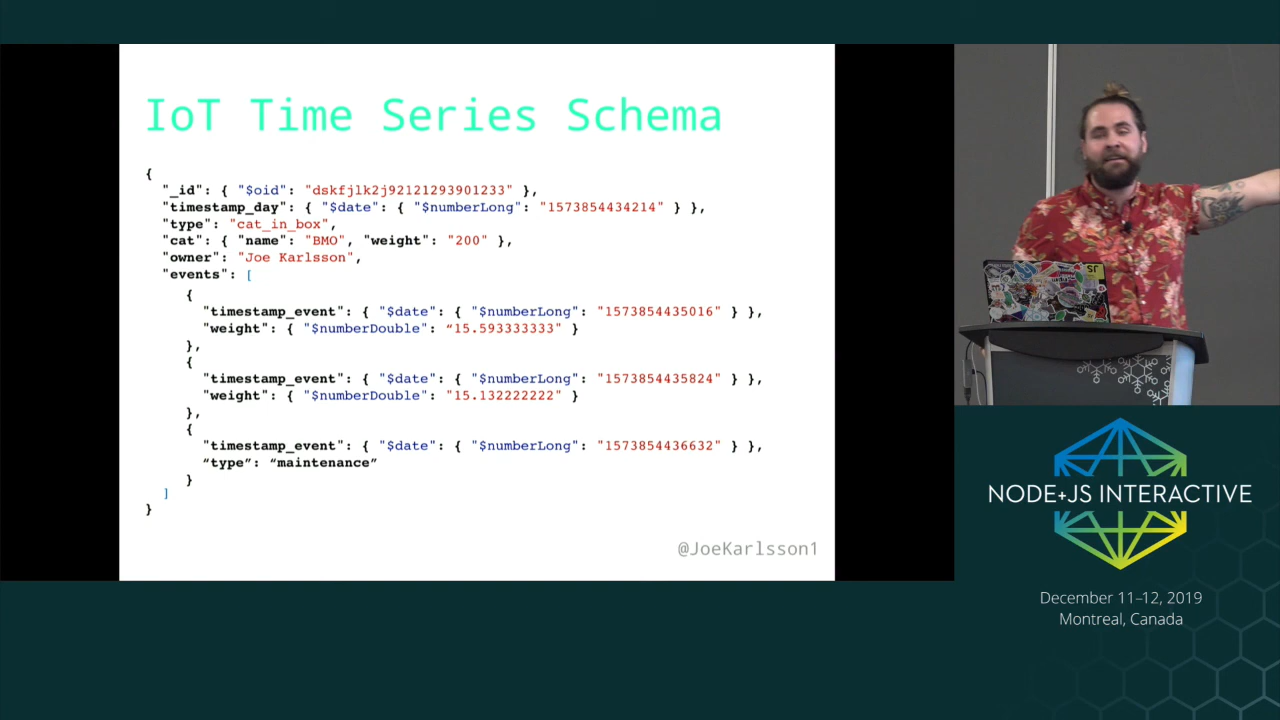 IoT Time Series Schema
{
"_id": { "$oid": "dskfjlk2j92121293901233" },
"timestamp_day": { "$date": { "$numberLong": "1573854434214" } },
"type": "cat_in_box",
"cat": { "name": "BMO", "weight": "200" },
"owner": "Joe Karlsson",
"events": [
{
"timestamp_event": { "$date": { "$numberLong": "1573854435016" } },
"weight": { "$numberDouble": “15.593333333" }
},
{
"timestamp_event": { "$date": { "$numberLong": "1573854435824" } },
"weight": { "$numberDouble": "15.132222222" }
},
{
"timestamp_event": { "$date": { "$numberLong": "1573854436632" } },
“type”: “maintenance”
}
]
}
@JoeKarlsson1
JS
NODE+JS INTERACTIVE
December 11–12, 2019
Montreal, Canada